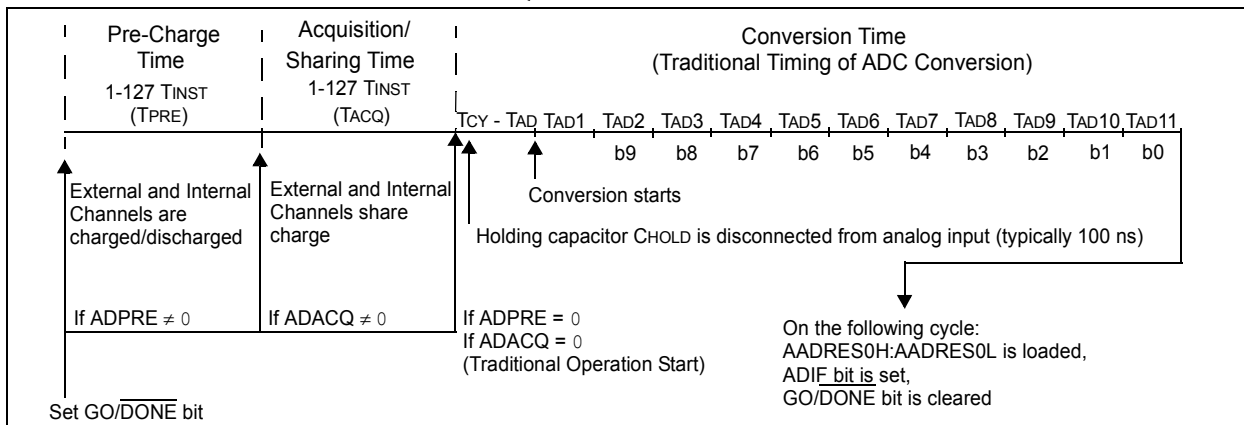 Pre-Charge
Time
1-127 TINST
(TPRE)
Acquisition/
Sharing Time
1-127 TINST
(TACQ)
Conversion Time
(Traditional Timing of ADC Conversion)
TCY - TAD TAD1 TAD2 TAD3 TAD4 TAD5 TAD6 TAD7 TAD8 TAD9 TAD10 TAD11
b9 b8 b7 b6 b5 b4 b3 b2 b1 b0
External and Internal
Channels are
charged/discharged
External and Internal
Channels share
charge
Conversion starts
Holding capacitor CHOLD is disconnected from analog input (typically 100 ns)
If ADPRE ≠ 0
If ADACQ ≠ 0
If ADPRE = 0
If ADACQ = 0
(Traditional Operation Start)
On the following cycle:
AADRES0H:AADRES0L is loaded,
ADIF bit is set,
GO/DONE bit is cleared
Set GO/DONE bit